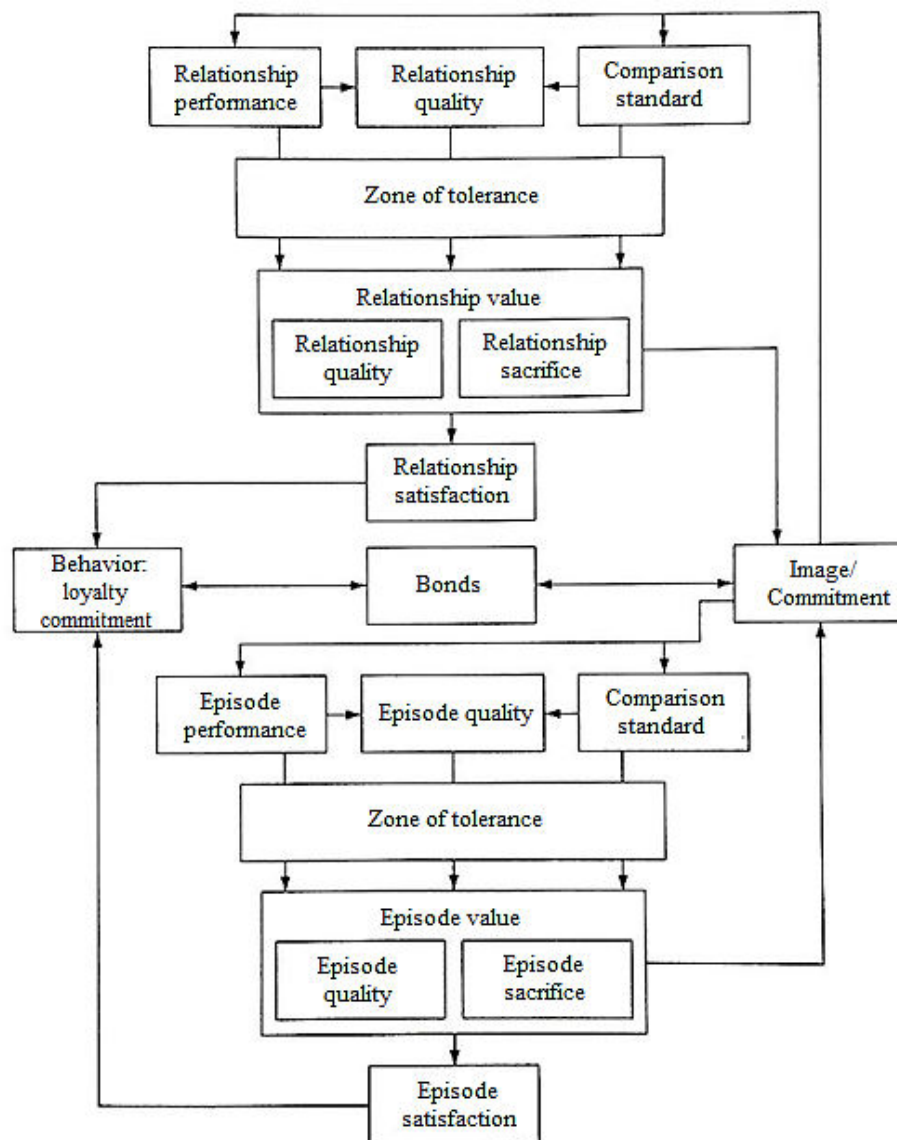 Relationship
performance
Relationship
quality
Comparison
standard
Zone of tolerance
Relationship value
Relationship
quality
Relationship
sacrifice
Relationship
satisfaction
Behavior:
loyalty
commitment
Bonds
Image/
Commitment
Episode
performance
Episode quality
Comparison
standard
Zone of tolerance
Episode value
Episode
quality
Episode
sacrifice
Episode
satisfaction